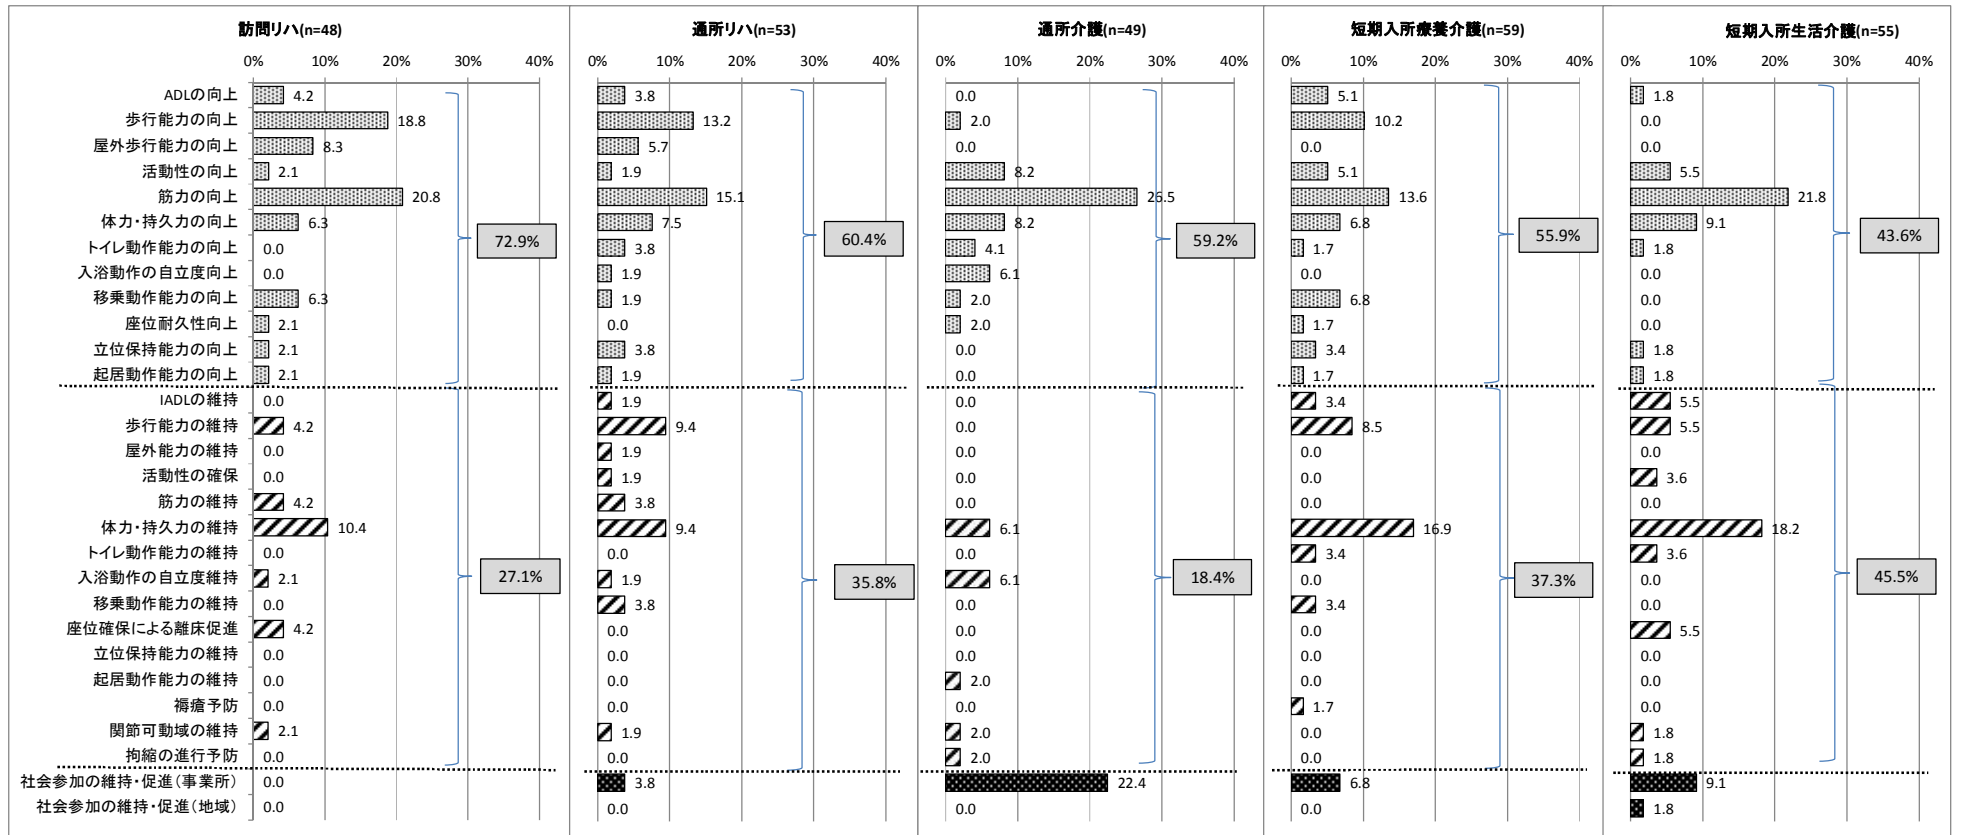 訪問リハ(n=48) 通所リハ(n=53) 通所介護(n=49) 短期入所療養介護(n=59) 短期入所生活介護(n=55)
0% 10% 20% 30% 40% 0% 10% 20% 30% 40% 0% 10% 20% 30% 40% 0% 10% 20% 30% 40% 0% 10% 20% 30% 40%
ADLの向上 4.2 3.8 0.0 5.1 1.8
歩行能力の向上 18.8 13.2 2.0 10.2 0.0
屋外歩行能力の向上 8.3 5.7 0.0 0.0 0.0
活動性の向上 2.1 1.9 8.2 5.1 5.5
筋力の向上 20.8 15.1 26.5 13.6 21.8
体力・持久力の向上 6.3 7.5 8.2 6.8 9.1
72.9% 60.4% 59.2% 55.9% 43.6%
トイレ動作能力の向上 0.0 3.8 4.1 1.7 1.8
入浴動作の自立度向上 0.0 1.9 6.1 0.0 0.0
移乗動作能力の向上 6.3 1.9 2.0 6.8 0.0
座位耐久性向上 2.1 0.0 2.0 1.7 0.0
立位保持能力の向上 2.1 3.8 0.0 3.4 1.8
起居動作能力の向上 2.1 1.9 0.0 1.7 1.8
IADLの維持 0.0 1.9 0.0 3.4 5.5
歩行能力の維持 4.2 9.4 0.0 8.5 5.5
屋外能力の維持 0.0 1.9 0.0 0.0 0.0
活動性の確保 0.0 1.9 0.0 0.0 3.6
筋力の維持 4.2 3.8 0.0 0.0 0.0
体力・持久力の維持 10.4 9.4 6.1 16.9 18.2
トイレ動作能力の維持 0.0 0.0 0.0 3.4 3.6
入浴動作の自立度維持 2.1 1.9 6.1 0.0 0.0
27.1% 35.8% 18.4% 37.3% 45.5%
移乗動作能力の維持 0.0 3.8 0.0 3.4 0.0
座位確保による離床促進 4.2 0.0 0.0 0.0 5.5
立位保持能力の維持 0.0 0.0 0.0 0.0 0.0
起居動作能力の維持 0.0 0.0 2.0 0.0 0.0
褥瘡予防 0.0 0.0 0.0 1.7 0.0
関節可動域の維持 2.1 1.9 2.0 0.0 1.8
拘縮の進行予防 0.0 0.0 2.0 0.0 1.8
社会参加の維持・促進（事業所） 0.0 3.8 22.4 6.8 9.1
社会参加の維持・促進（地域） 0.0 0.0 0.0 0.0 1.8